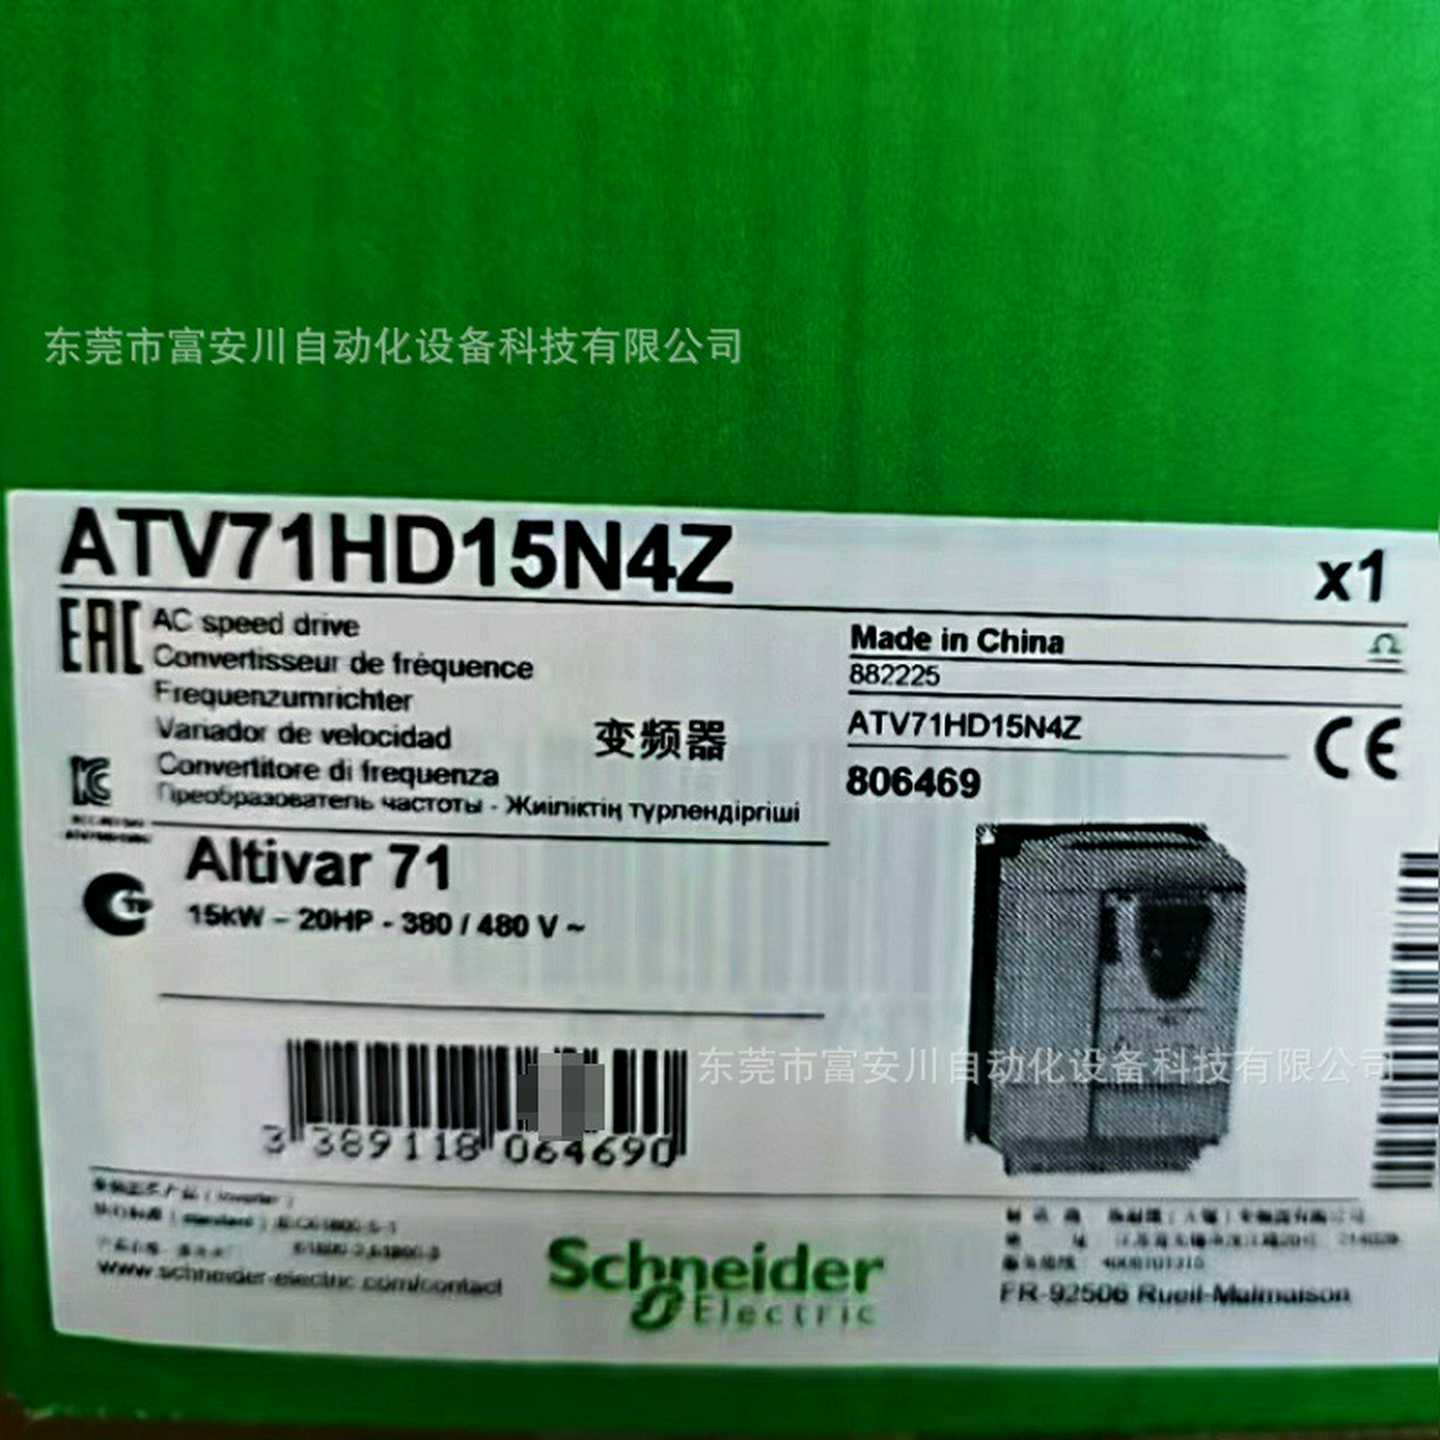 东莞市富安川自动化设备科技有限公司
ATV71HD15N4Z
x1
EAC
AC speed drive
Convertisseur de fréquence
Frequenzumrichter
Variador de velocidad
变频器
Convertitore di frequenza
Преобразователь частоты - Жиіліктің түрлендіргіші
Made in China
882225
ATV71HD15N4Z
CE
806469
Altivar 71
15kW - 20HP - 380 / 480 V ~
东莞市富安川自动化设备科技有限公司
3 389118 064690
www.schneider-electric.com/contact
Schneider
Electric
FR-92506 Rueil-Malmaison